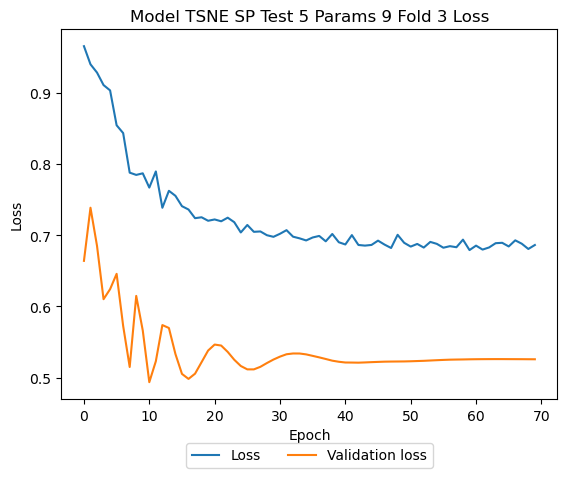 Model TSNE SP Test 5 Params 9 Fold 3 Loss
Loss
0.9
0.8
0.7
0.6
0.5
0 10 20 30 40 50 60 70
Epoch
Loss Validation loss